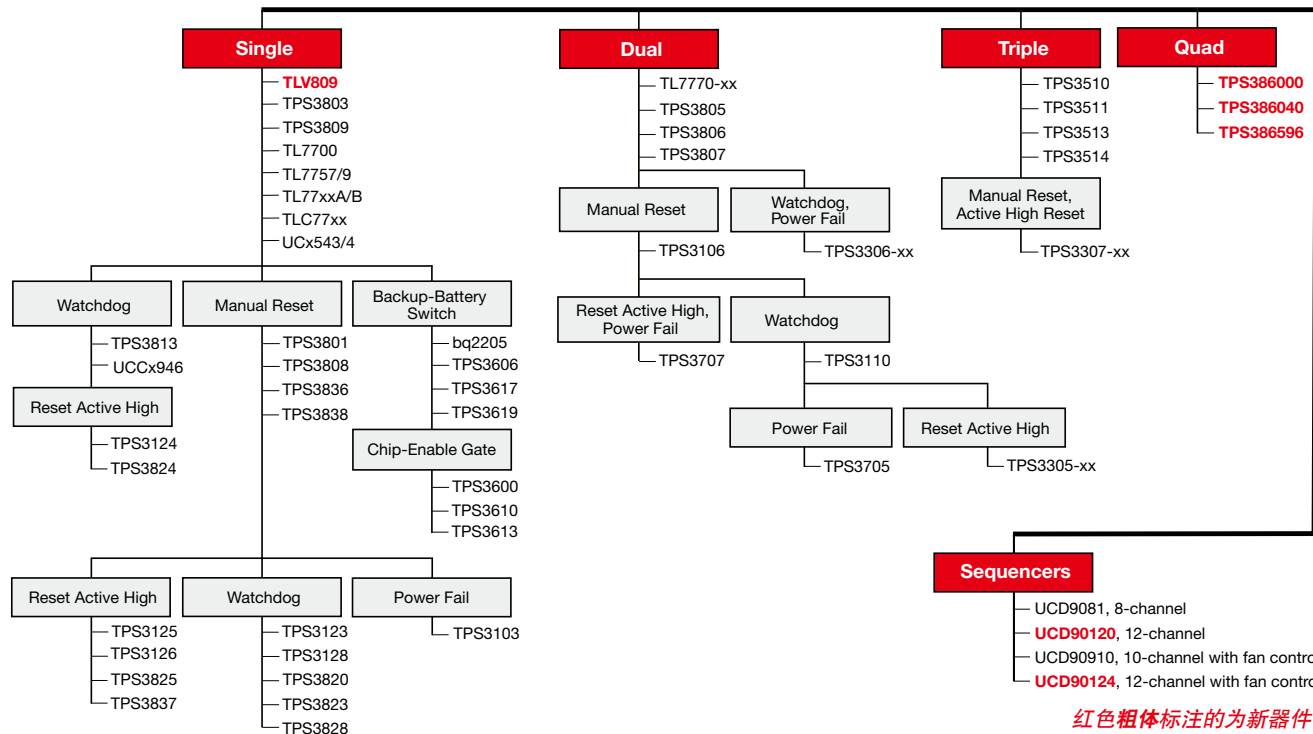 Single
TLV809
TPS3803
TPS3809
TL7700
TL7757/9
TL77xxA/B
TLC77xx
UCx543/4
Watchdog
TPS3813
UCCx946
Reset Active High
TPS3124
TPS3824
Manual Reset
TPS3801
TPS3808
TPS3836
TPS3838
Backup-Battery
Switch
bq2205
TPS3606
TPS3617
TPS3619
Chip-Enable Gate
TPS3600
TPS3610
TPS3613
Reset Active High
TPS3125
TPS3126
TPS3825
TPS3837
Watchdog
TPS3123
TPS3128
TPS3820
TPS3823
TPS3828
Power Fail
TPS3103
Dual
TL7770-xx
TPS3805
TPS3806
TPS3807
Manual Reset
TPS3106
Watchdog,
Power Fail
TPS3306-xx
Reset Active High,
Power Fail
TPS3707
Watchdog
TPS3110
Power Fail
TPS3705
Reset Active High
TPS3305-xx
Triple
TPS3510
TPS3511
TPS3513
TPS3514
Manual Reset,
Active High Reset
TPS3307-xx
Quad
TPS386000
TPS386040
TPS386596
Sequencers
UCD9081, 8-channel
UCD90120, 12-channel
UCD90910, 10-channel with fan contro
UCD90124, 12-channel with fan contro
红色粗体标注的为新器件